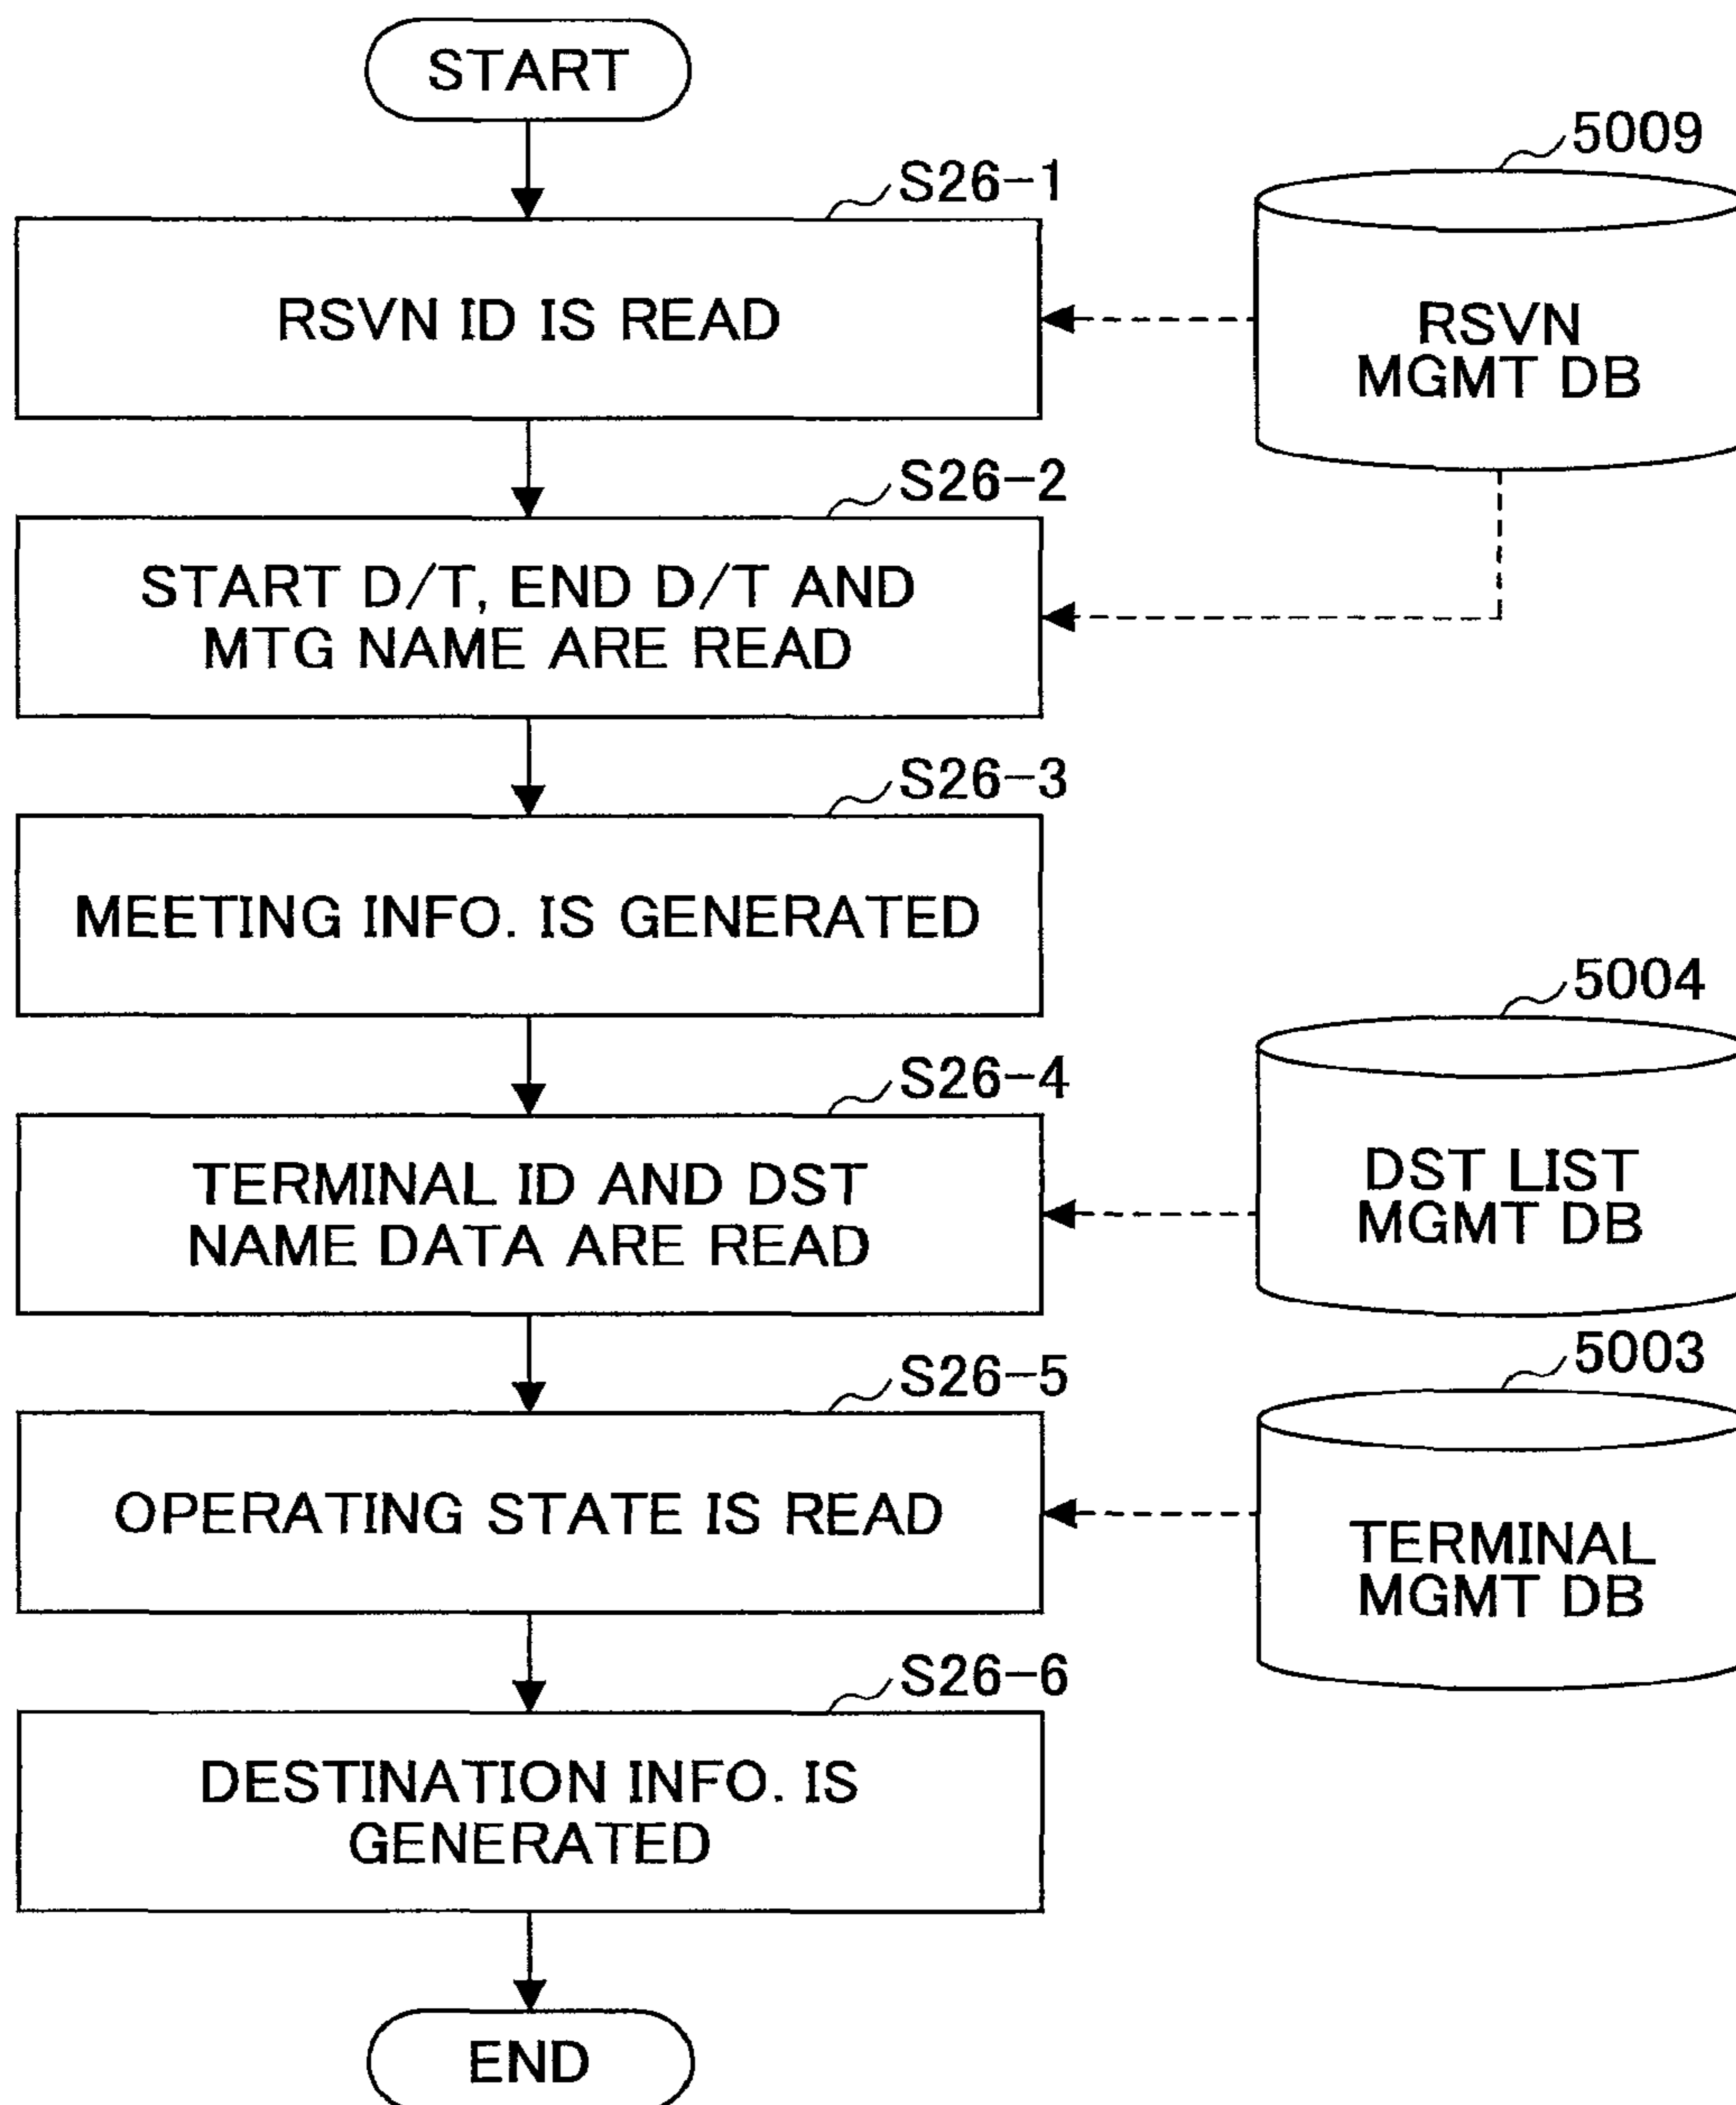 START
5009
S26-1
RSVN ID IS READ
RSVN
MGMT DB
S26-2
START D/T, END D/T AND
MTG NAME ARE READ
S26-3
MEETING INFO. IS GENERATED
5004
S26-4
TERMINAL ID AND DST
NAME DATA ARE READ
DST LIST
MGMT DB
5003
S26-5
OPERATING STATE IS READ
TERMINAL
MGMT DB
S26-6
DESTINATION INFO. IS
GENERATED
END